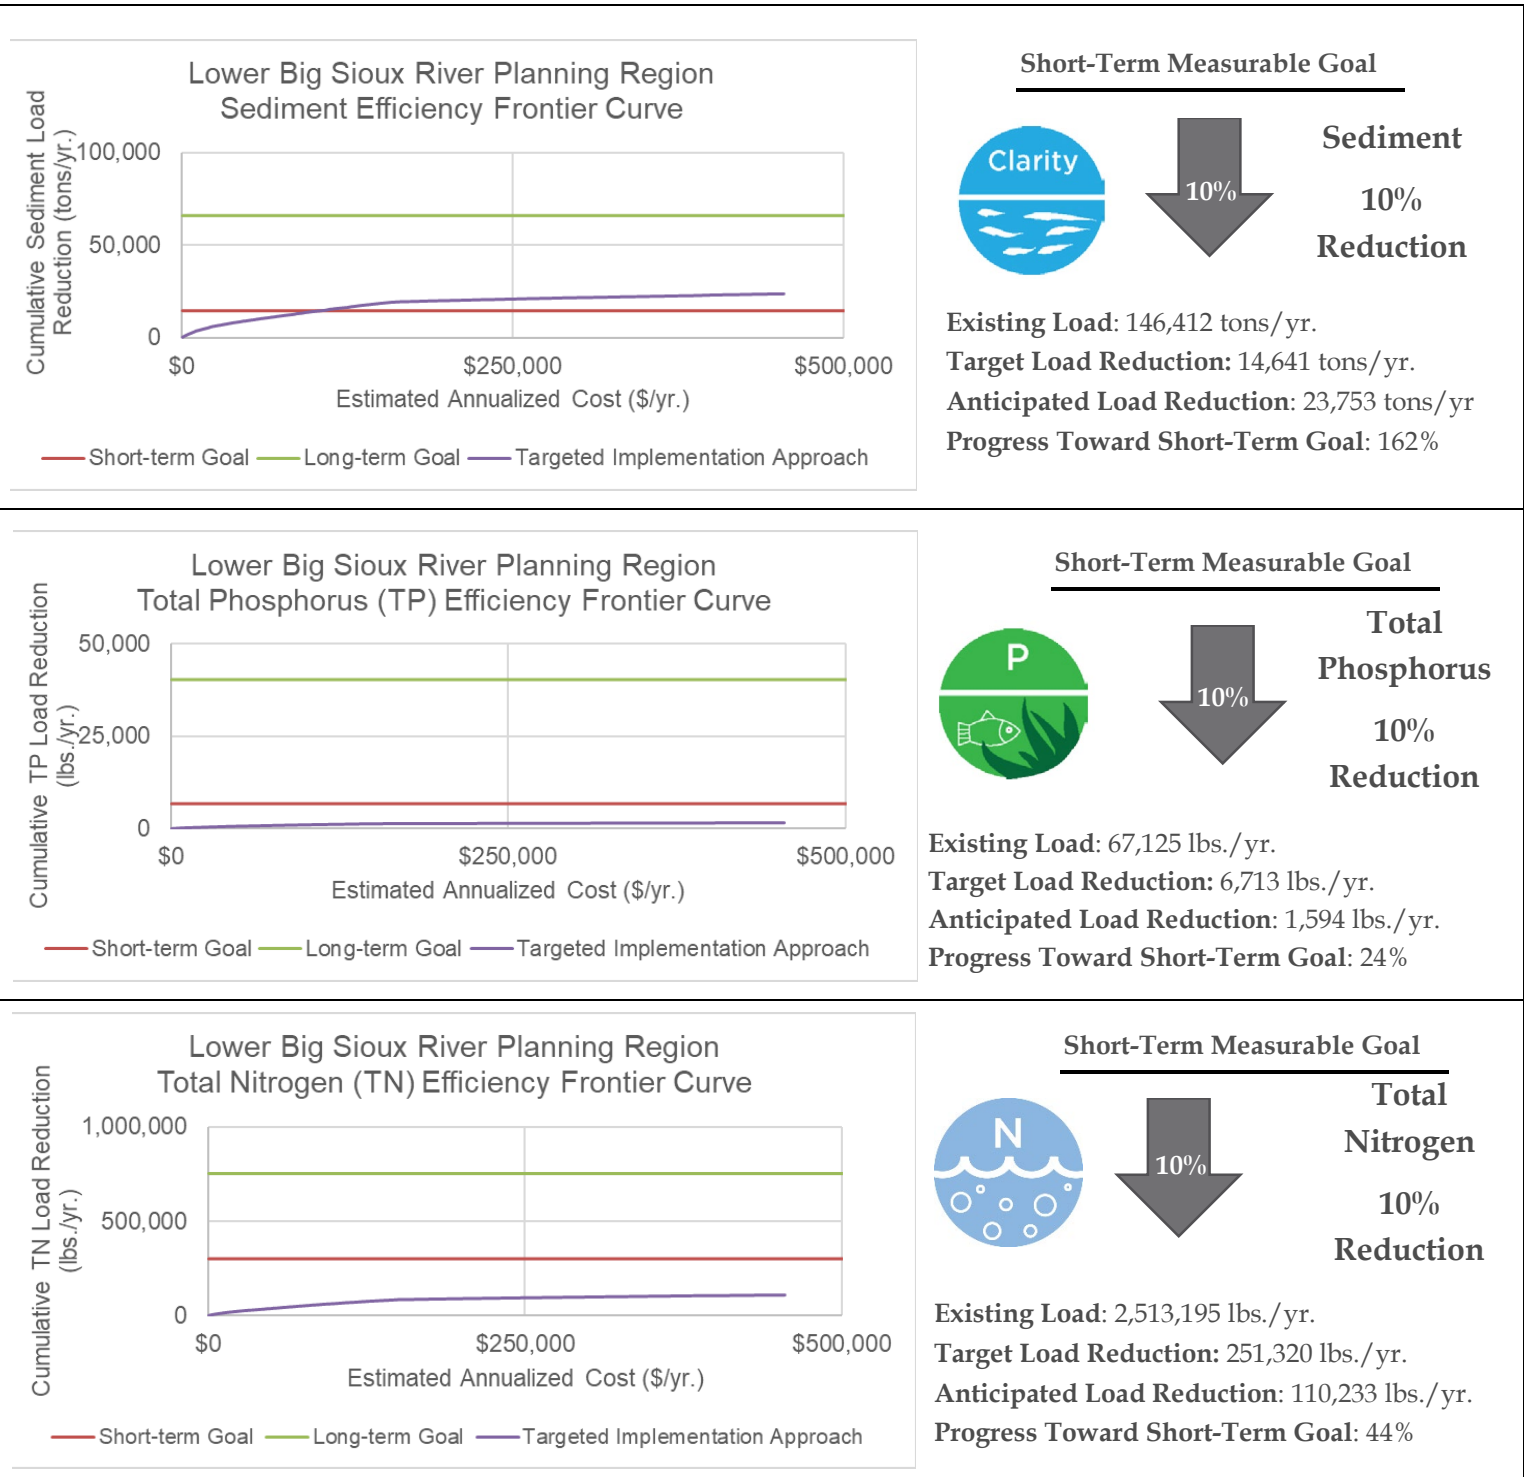 Lower Big Sioux River Planning Region
Sediment Efficiency Frontier Curve
Cumulative Sediment Load
Reduction (tons/yr.)
100,000
50,000
0
$0
$250,000
$500,000
Estimated Annualized Cost ($/yr.)
Short-term Goal
Long-term Goal
Targeted Implementation Approach
Short-Term Measurable Goal
Clarity
10%
Sediment
10%
Reduction
Existing Load: 146,412 tons/yr.
Target Load Reduction: 14,641 tons/yr.
Anticipated Load Reduction: 23,753 tons/yr
Progress Toward Short-Term Goal: 162%
Lower Big Sioux River Planning Region
Total Phosphorus (TP) Efficiency Frontier Curve
Cumulative TP Load Reduction
(lbs./yr.)
50,000
25,000
0
$0
$250,000
$500,000
Estimated Annualized Cost ($/yr.)
Short-term Goal
Long-term Goal
Targeted Implementation Approach
Short-Term Measurable Goal
P
10%
Total
Phosphorus
10%
Reduction
Existing Load: 67,125 lbs./yr.
Target Load Reduction: 6,713 lbs./yr.
Anticipated Load Reduction: 1,594 lbs./yr.
Progress Toward Short-Term Goal: 24%
Lower Big Sioux River Planning Region
Total Nitrogen (TN) Efficiency Frontier Curve
Cumulative TN Load Reduction
(lbs./yr.)
1,000,000
500,000
0
$0
$250,000
$500,000
Estimated Annualized Cost ($/yr.)
Short-term Goal
Long-term Goal
Targeted Implementation Approach
Short-Term Measurable Goal
N
10%
Total
Nitrogen
10%
Reduction
Existing Load: 2,513,195 lbs./yr.
Target Load Reduction: 251,320 lbs./yr.
Anticipated Load Reduction: 110,233 lbs./yr.
Progress Toward Short-Term Goal: 44%